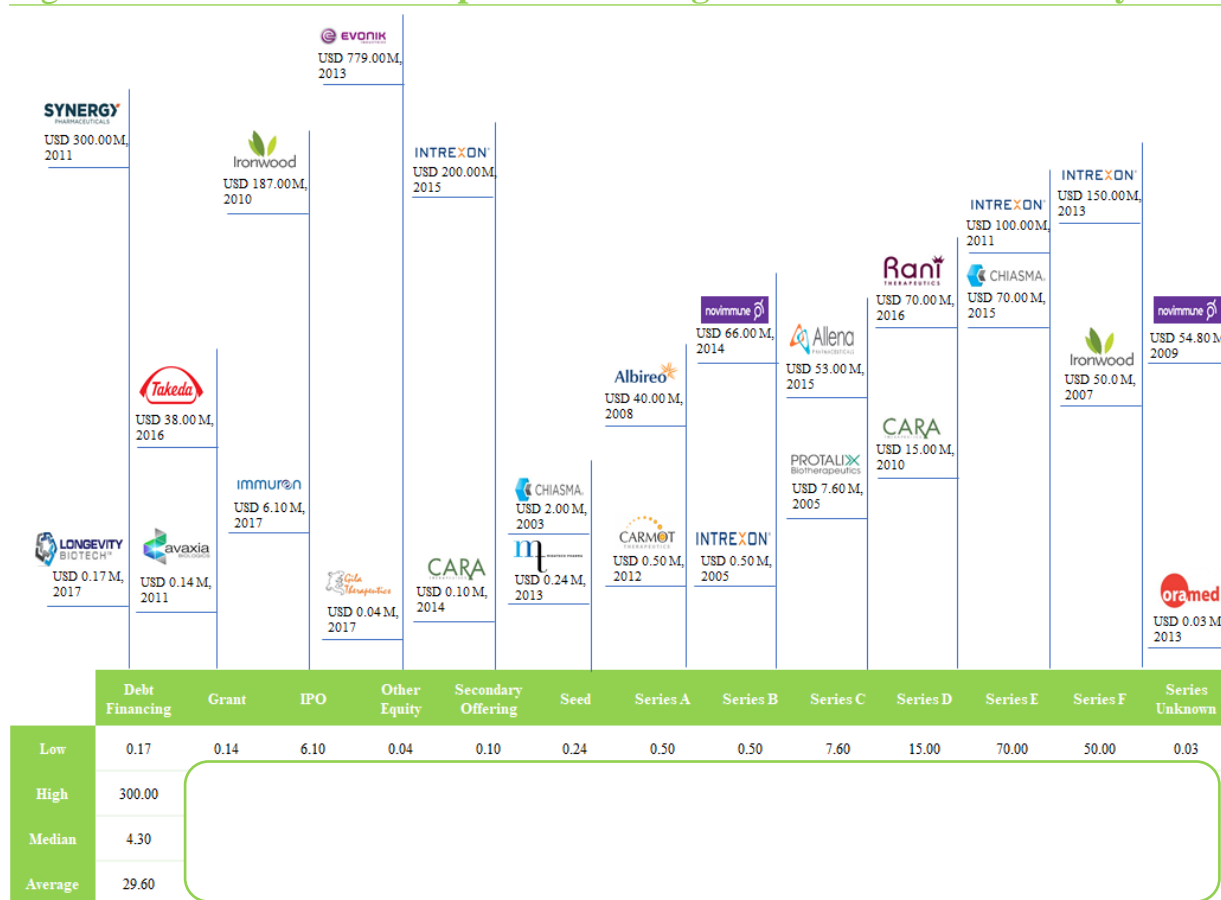 SYNERGY
PHARMACEUTICALS
USD 300.00M,
2011
LONGEVITY
BIOTECH™
USD 0.17M,
2017
Takeda
USD 38.00M,
2016
avaxia
BIOLOGICS
USD 0.14M,
2011
Ironwood
USD 187.00M,
2010
immuron
USD 6.10M,
2017
EVONIK
INDUSTRIES
USD 779.00M,
2013
Gila
Therapeutics
USD 0.04M,
2017
INTREXON
USD 200.00M,
2015
CARA
THERAPEUTICS
USD 0.10M,
2014
CHIASMA
USD 2.00M,
2003
m
MIDATECH PHARMA
USD 0.24M,
2013
Albireo
USD 40.00M,
2008
CARMOT
THERAPEUTICS
USD 0.50M,
2012
novimmune
USD 66.00M,
2014
INTREXON
USD 0.50M,
2005
Allena
PHARMACEUTICALS
USD 53.00M,
2015
PROTALIX
Biotherapeutics
USD 7.60M,
2005
Rani
THERAPEUTICS
USD 70.00M,
2016
CARA
THERAPEUTICS
USD 15.00M,
2010
INTREXON
USD 100.00M,
2011
CHIASMA
USD 70.00M,
2015
INTREXON
USD 150.00M,
2013
Ironwood
USD 50.0M,
2007
novimmune
USD 54.80M
2009
oramed
USD 0.03M
2013
Debt Financing Grant IPO Other Equity Secondary Offering Seed Series A Series B Series C Series D Series E Series F Series Unknown
Low 0.17 0.14 6.10 0.04 0.10 0.24 0.50 0.50 7.60 15.00 70.00 50.00 0.03
High 300.00
Median 4.30
Average 29.60